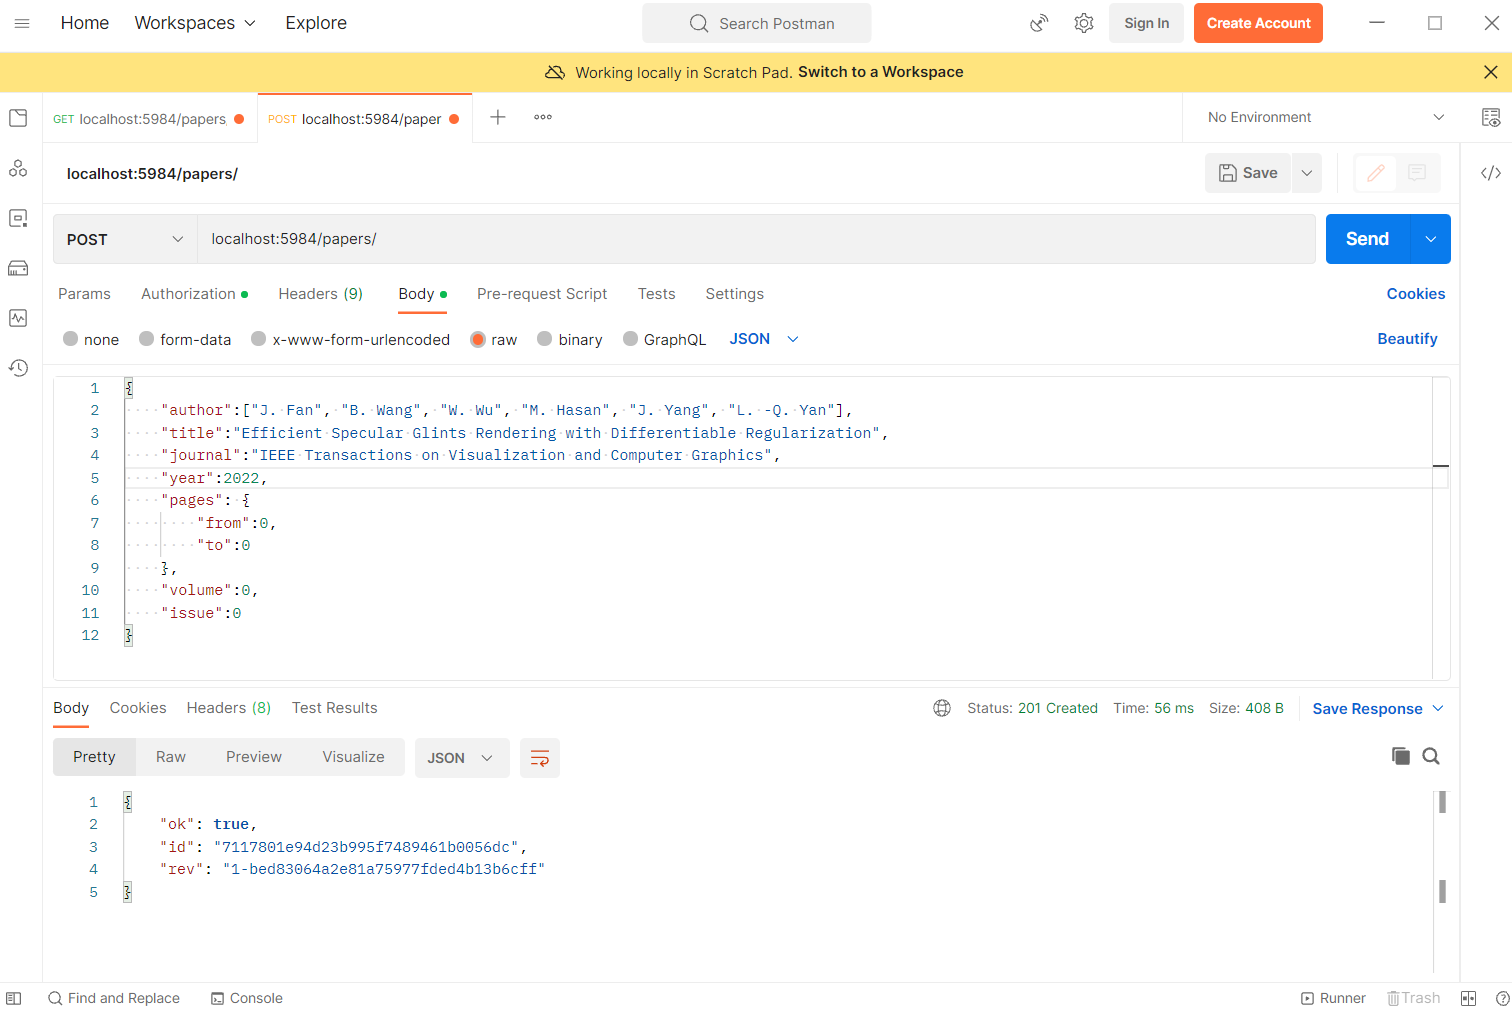 Home Workspaces Explore Search Postman Sign In Create Account
Working locally in Scratch Pad. Switch to a Workspace
GET localhost:5984/papers POST localhost:5984/paper No Environment
localhost:5984/papers/ Save
POST localhost:5984/papers/ Send
Params Authorization Headers (9) Body Pre-request Script Tests Settings Cookies
none form-data x-www-form-urlencoded raw binary GraphQL JSON Beautify
1 {
2 "author":["J. Fan", "B. Wang", "W. Wu", "M. Hasan", "J. Yang", "L. -Q. Yan"],
3 "title":"Efficient Specular Glints Rendering with Differentiable Regularization",
4 "journal":"IEEE Transactions on Visualization and Computer Graphics",
5 "year":2022,
6 "pages": {
7 "from":0,
8 "to":0
9 },
10 "volume":0,
11 "issue":0
12 }
Body Cookies Headers (8) Test Results Status: 201 Created Time: 56 ms Size: 408 B Save Response
Pretty Raw Preview Visualize JSON
1 {
2 "ok": true,
3 "id": "7117801e94d23b995f7489461b0056dc",
4 "rev": "1-bed83064a2e81a75977fded4b13b6cff"
5 }
Find and Replace Console Runner Trash